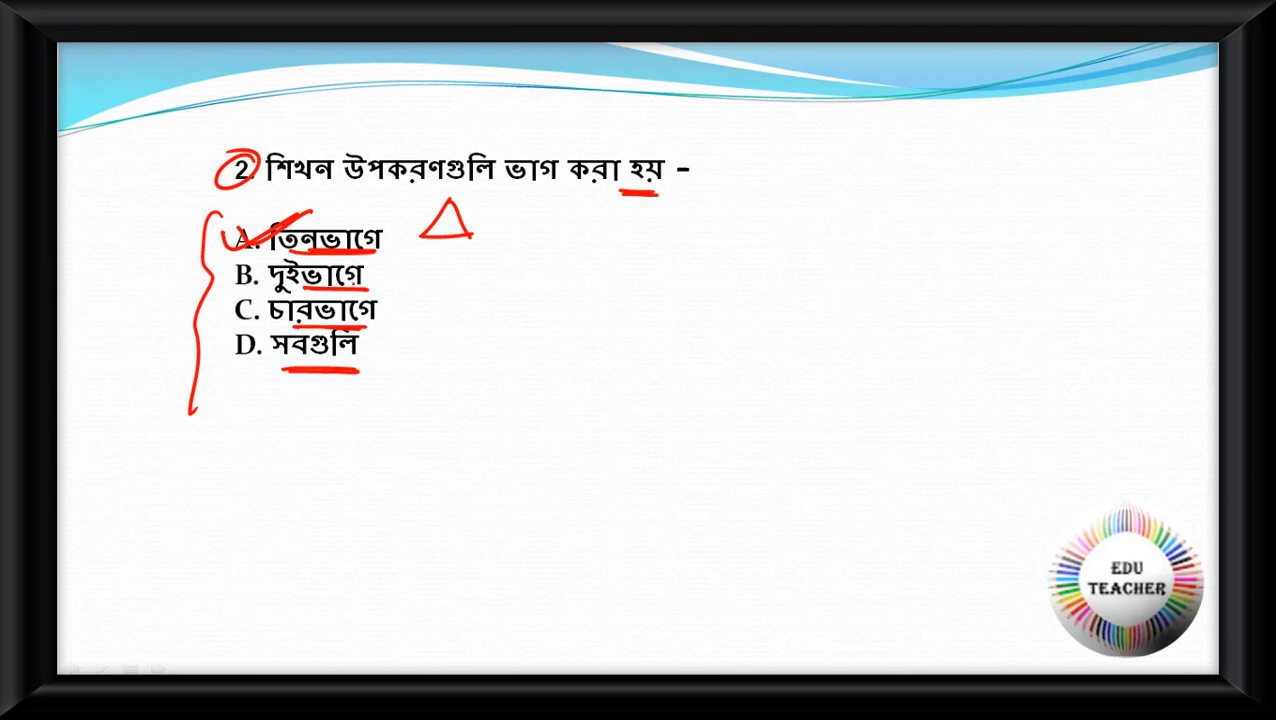 2. শিখন উপকরণগুলি ভাগ করা হয় –
A. তিনভাগে
B. দুইভাগে
C. চারভাগে
D. সবগুলি
EDU
TEACHER